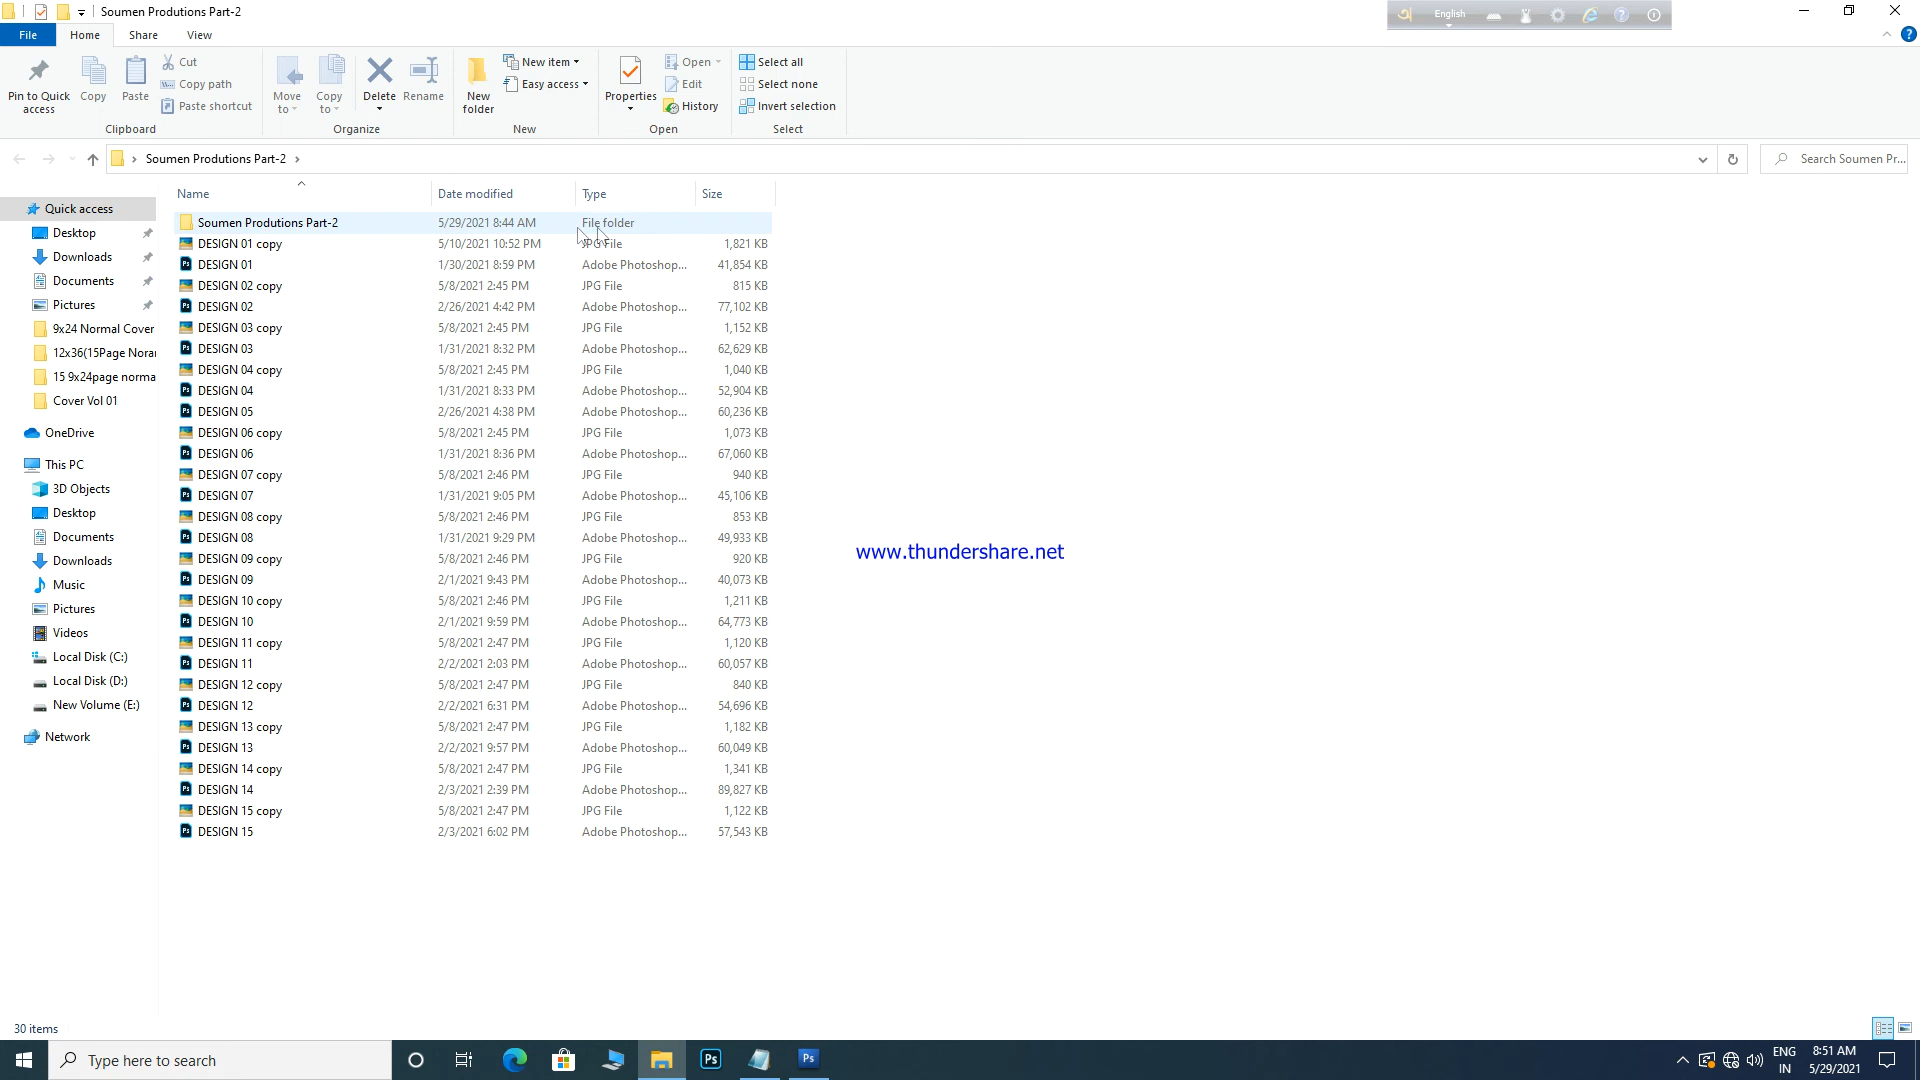 Soumen Produtions Part-2
English
File Home Share View
Pin to Quick access
Copy
Paste
Cut
Copy path
Paste shortcut
Clipboard
Move to
Copy to
Delete
Rename
Organize
New folder
New item
Easy access
New
Properties
Open
Edit
History
Open
Select all
Select none
Invert selection
Select
Soumen Produtions Part-2
Search Soumen Pr...
Quick access
Desktop
Downloads
Documents
Pictures
9x24 Normal Cover
12x36(15Page Nora
15 9x24page norma
Cover Vol 01
OneDrive
This PC
3D Objects
Desktop
Documents
Downloads
Music
Pictures
Videos
Local Disk (C:)
Local Disk (D:)
New Volume (E:)
Network
Name Date modified Type Size
Soumen Produtions Part-2 5/29/2021 8:44 AM File folder
DESIGN 01 copy 5/10/2021 10:52 PM JPG File 1,821 KB
DESIGN 01 1/30/2021 8:59 PM Adobe Photoshop... 41,854 KB
DESIGN 02 copy 5/8/2021 2:45 PM JPG File 815 KB
DESIGN 02 2/26/2021 4:42 PM Adobe Photoshop... 77,102 KB
DESIGN 03 copy 5/8/2021 2:45 PM JPG File 1,152 KB
DESIGN 03 1/31/2021 8:32 PM Adobe Photoshop... 62,629 KB
DESIGN 04 copy 5/8/2021 2:45 PM JPG File 1,040 KB
DESIGN 04 1/31/2021 8:33 PM Adobe Photoshop... 52,904 KB
DESIGN 05 2/26/2021 4:38 PM Adobe Photoshop... 60,236 KB
DESIGN 06 copy 5/8/2021 2:45 PM JPG File 1,073 KB
DESIGN 06 1/31/2021 8:36 PM Adobe Photoshop... 67,060 KB
DESIGN 07 copy 5/8/2021 2:46 PM JPG File 940 KB
DESIGN 07 1/31/2021 9:05 PM Adobe Photoshop... 45,106 KB
DESIGN 08 copy 5/8/2021 2:46 PM JPG File 853 KB
DESIGN 08 1/31/2021 9:29 PM Adobe Photoshop... 49,933 KB
DESIGN 09 copy 5/8/2021 2:46 PM JPG File 920 KB
DESIGN 09 2/1/2021 9:43 PM Adobe Photoshop... 40,073 KB
DESIGN 10 copy 5/8/2021 2:46 PM JPG File 1,211 KB
DESIGN 10 2/1/2021 9:59 PM Adobe Photoshop... 64,773 KB
DESIGN 11 copy 5/8/2021 2:47 PM JPG File 1,120 KB
DESIGN 11 2/2/2021 2:03 PM Adobe Photoshop... 60,057 KB
DESIGN 12 copy 5/8/2021 2:47 PM JPG File 840 KB
DESIGN 12 2/2/2021 6:31 PM Adobe Photoshop... 54,696 KB
DESIGN 13 copy 5/8/2021 2:47 PM JPG File 1,182 KB
DESIGN 13 2/2/2021 9:57 PM Adobe Photoshop... 60,049 KB
DESIGN 14 copy 5/8/2021 2:47 PM JPG File 1,341 KB
DESIGN 14 2/3/2021 2:39 PM Adobe Photoshop... 89,827 KB
DESIGN 15 copy 5/8/2021 2:47 PM JPG File 1,122 KB
DESIGN 15 2/3/2021 6:02 PM Adobe Photoshop... 57,543 KB
www.thundershare.net
30 items
Type here to search
Ps
Ps
ENG
IN
8:51 AM
5/29/2021